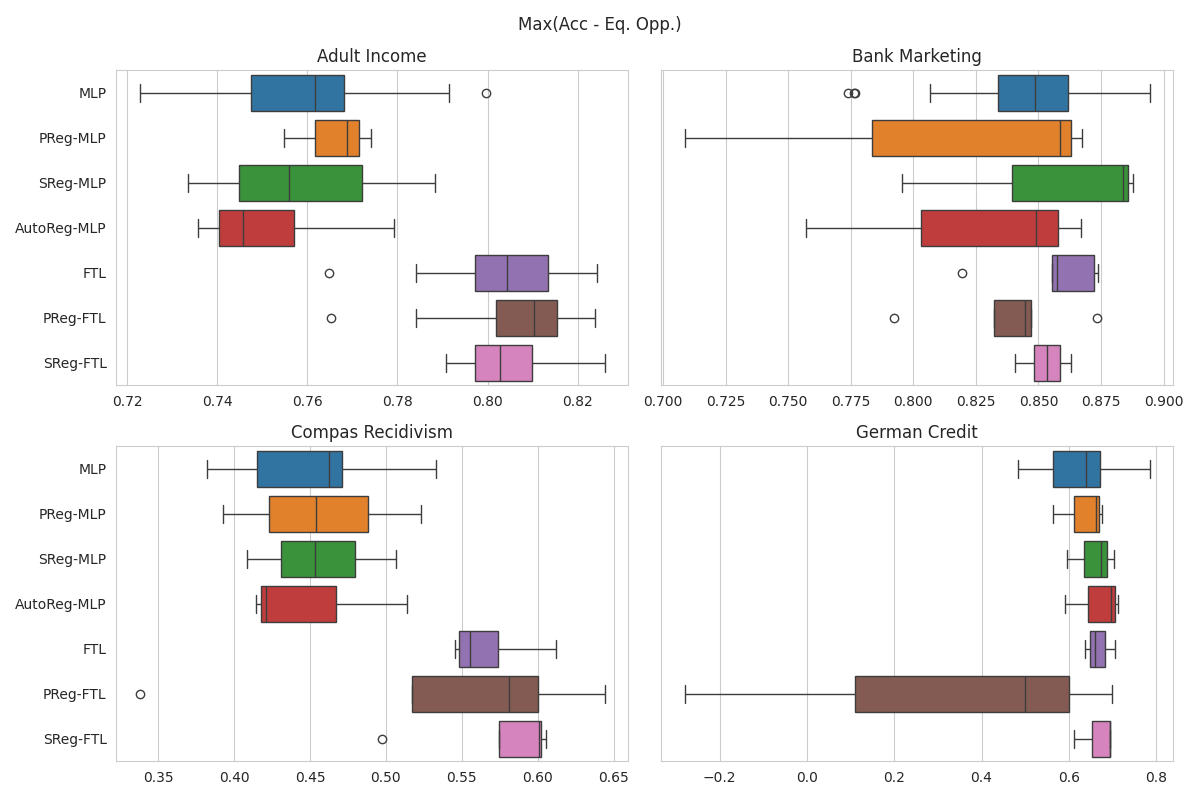 Max(Acc - Eq. Opp.)
Adult Income
MLP
PReg-MLP
SReg-MLP
AutoReg-MLP
FTL
PReg-FTL
SReg-FTL
0.72 0.74 0.76 0.78 0.80 0.82
Bank Marketing
0.700 0.725 0.750 0.775 0.800 0.825 0.850 0.875 0.900
Compas Recidivism
MLP
PReg-MLP
SReg-MLP
AutoReg-MLP
FTL
PReg-FTL
SReg-FTL
0.35 0.40 0.45 0.50 0.55 0.60 0.65
German Credit
−0.2 0.0 0.2 0.4 0.6 0.8